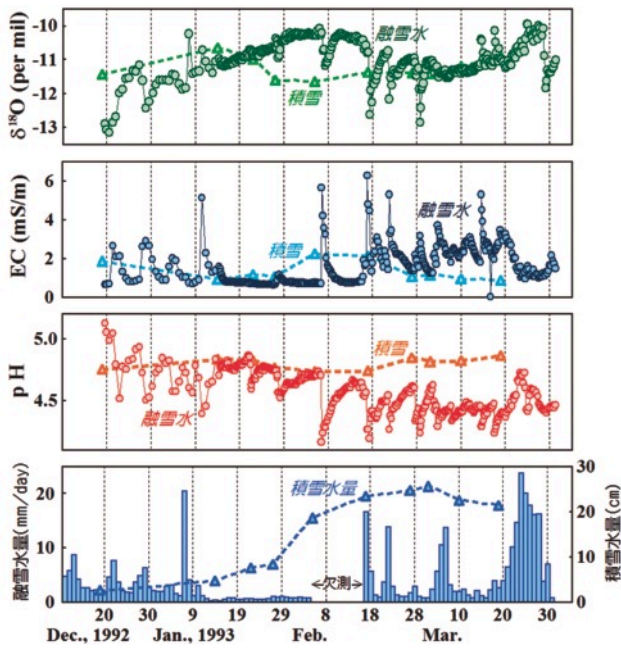 δ¹⁸O (per mil)
-10
-11
-12
-13
融雪水
積雪
EC (mS/m)
6
4
2
0
融雪水
積雪
pH
5.0
4.5
積雪
融雪水
融雪水量(mm/day)
20
10
0
積雪水量
←欠測→
30
20
10
0
積雪水量(cm)
20 30 9 19 29 8 18 28 10 20 30
Dec., 1992 Jan., 1993 Feb. Mar.